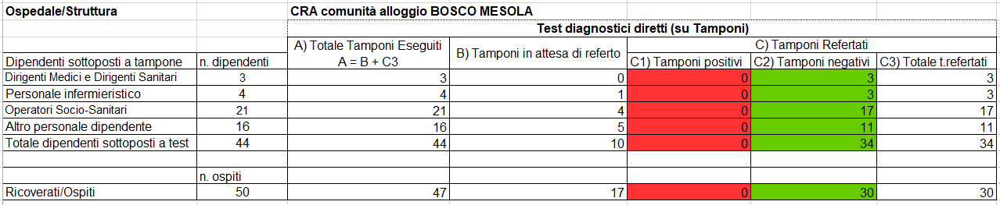 Ospedale/Struttura CRA comunità alloggio BOSCO MESOLA
Test diagnostici diretti (su Tamponi)
A) Totale Tamponi Eseguiti B) Tamponi in attesa di referto C) Tamponi Refertati
Dipendenti sottoposti a tampone n. dipendenti A = B + C3 C1) Tamponi positivi C2) Tamponi negativi C3) Totale t.refertati
Dirigenti Medici e Dirigenti Sanitari 3 3 0 0 3 3
Personale infermieristico 4 4 1 0 3 3
Operatori Socio-Sanitari 21 21 4 0 17 17
Altro personale dipendente 16 16 5 0 11 11
Totale dipendenti sottoposti a test 44 44 10 0 34 34
n. ospiti
Ricoverati/Ospiti 50 47 17 0 30 30